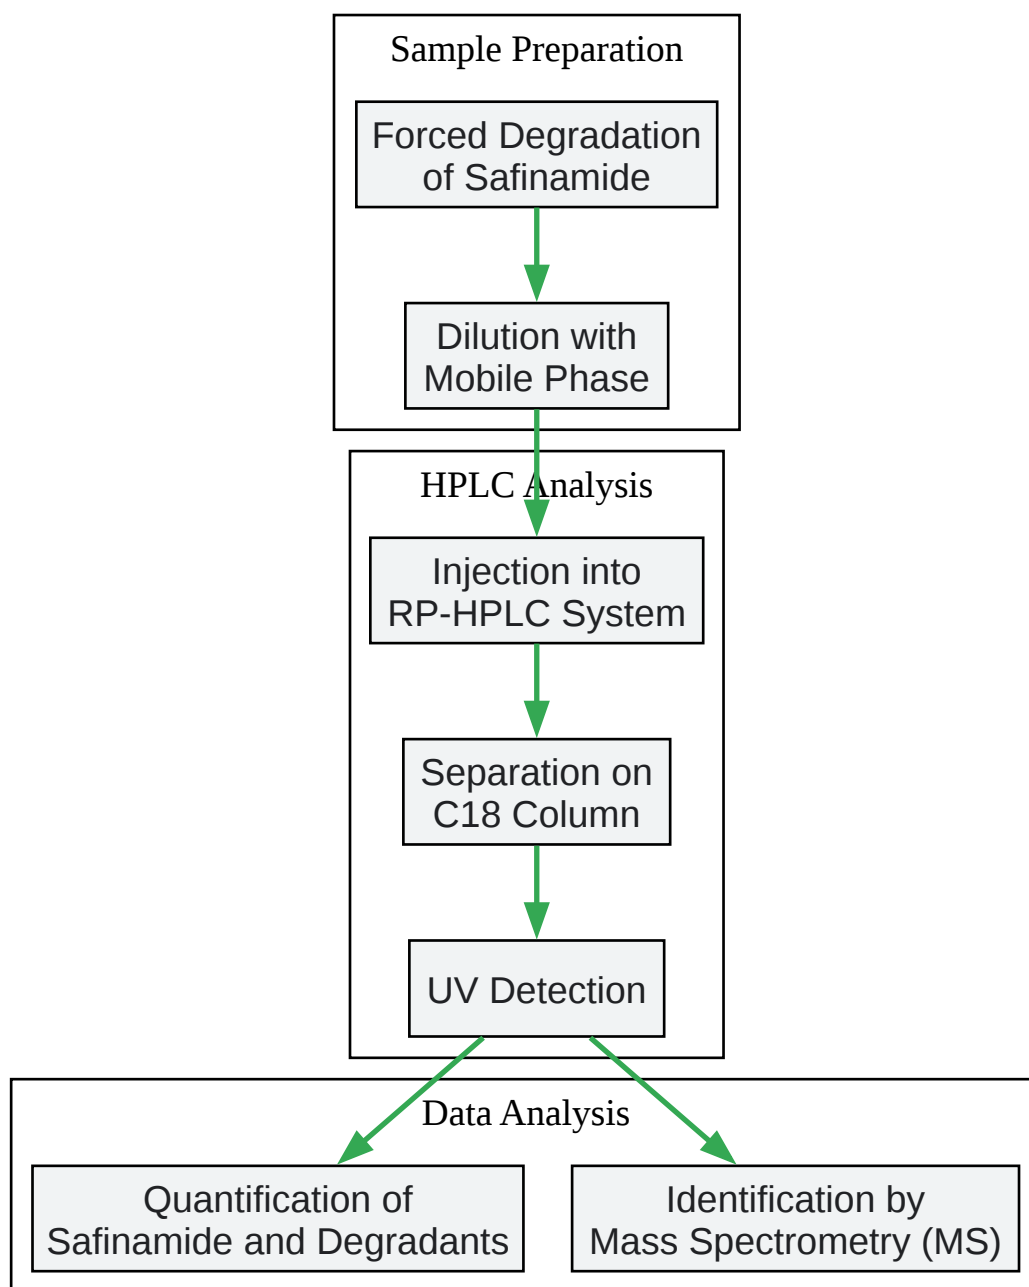 Sample Preparation
Forced Degradation
of Safinamide
Dilution with
Mobile Phase
HPLC Analysis
Injection into
RP-HPLC System
Separation on
C18 Column
UV Detection
Data Analysis
Quantification of
Safinamide and Degradants
Identification by
Mass Spectrometry (MS)